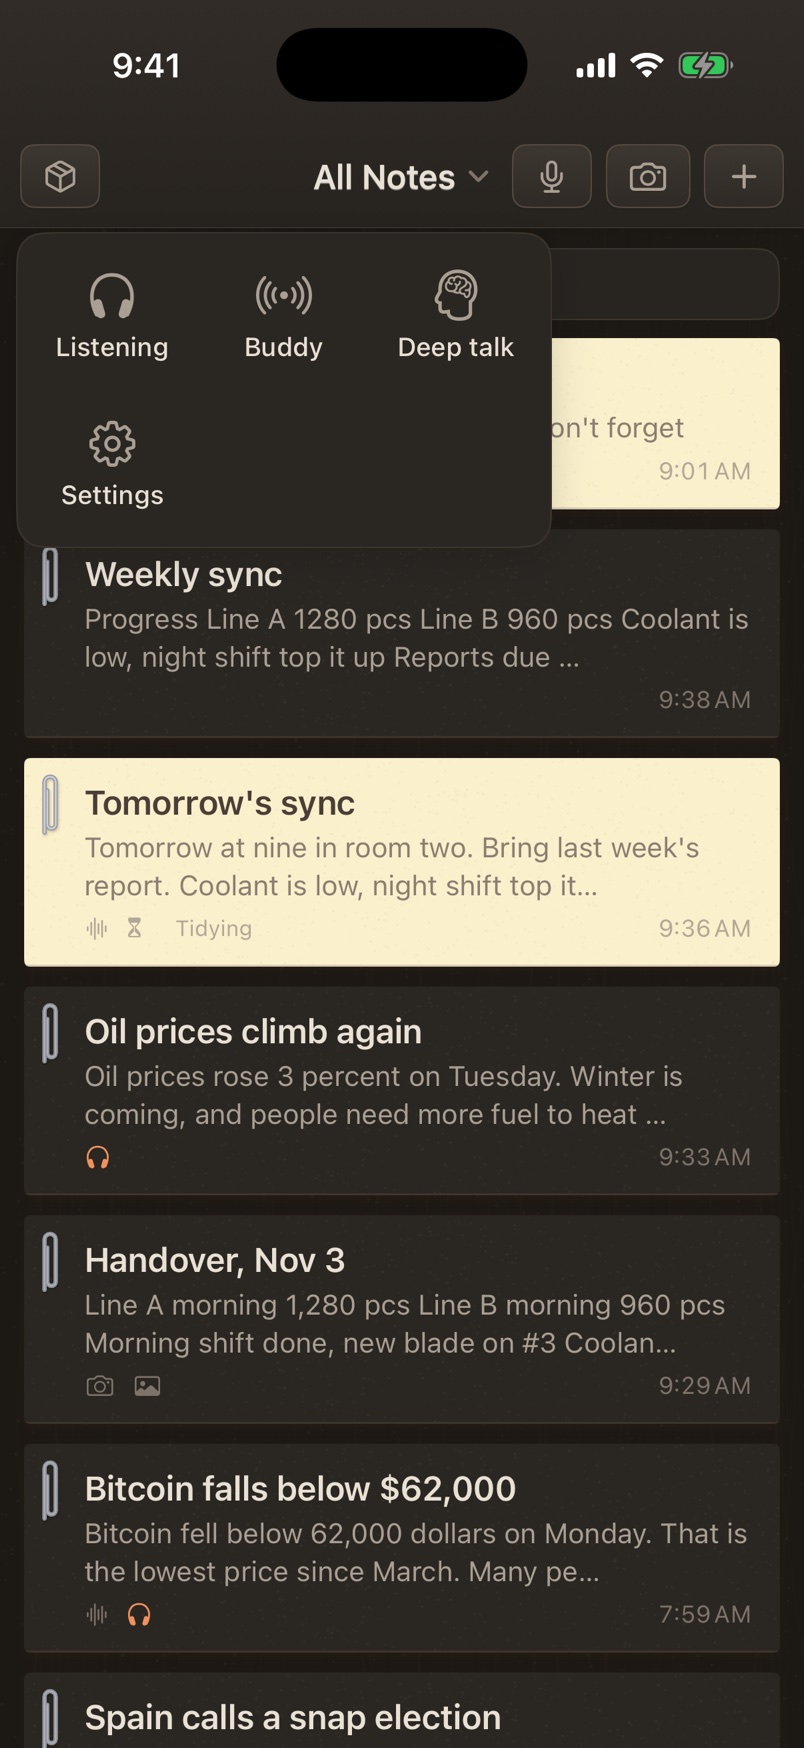 9:41
All Notes
Listening
Buddy
Deep talk
Settings
on't forget
9:01 AM
Weekly sync
Progress Line A 1280 pcs Line B 960 pcs Coolant is
low, night shift top it up Reports due ...
9:38 AM
Tomorrow's sync
Tomorrow at nine in room two. Bring last week's
report. Coolant is low, night shift top it...
Tidying
9:36 AM
Oil prices climb again
Oil prices rose 3 percent on Tuesday. Winter is
coming, and people need more fuel to heat ...
9:33 AM
Handover, Nov 3
Line A morning 1,280 pcs Line B morning 960 pcs
Morning shift done, new blade on #3 Coolan...
9:29 AM
Bitcoin falls below $62,000
Bitcoin fell below 62,000 dollars on Monday. That is
the lowest price since March. Many pe...
7:59 AM
Spain calls a snap election